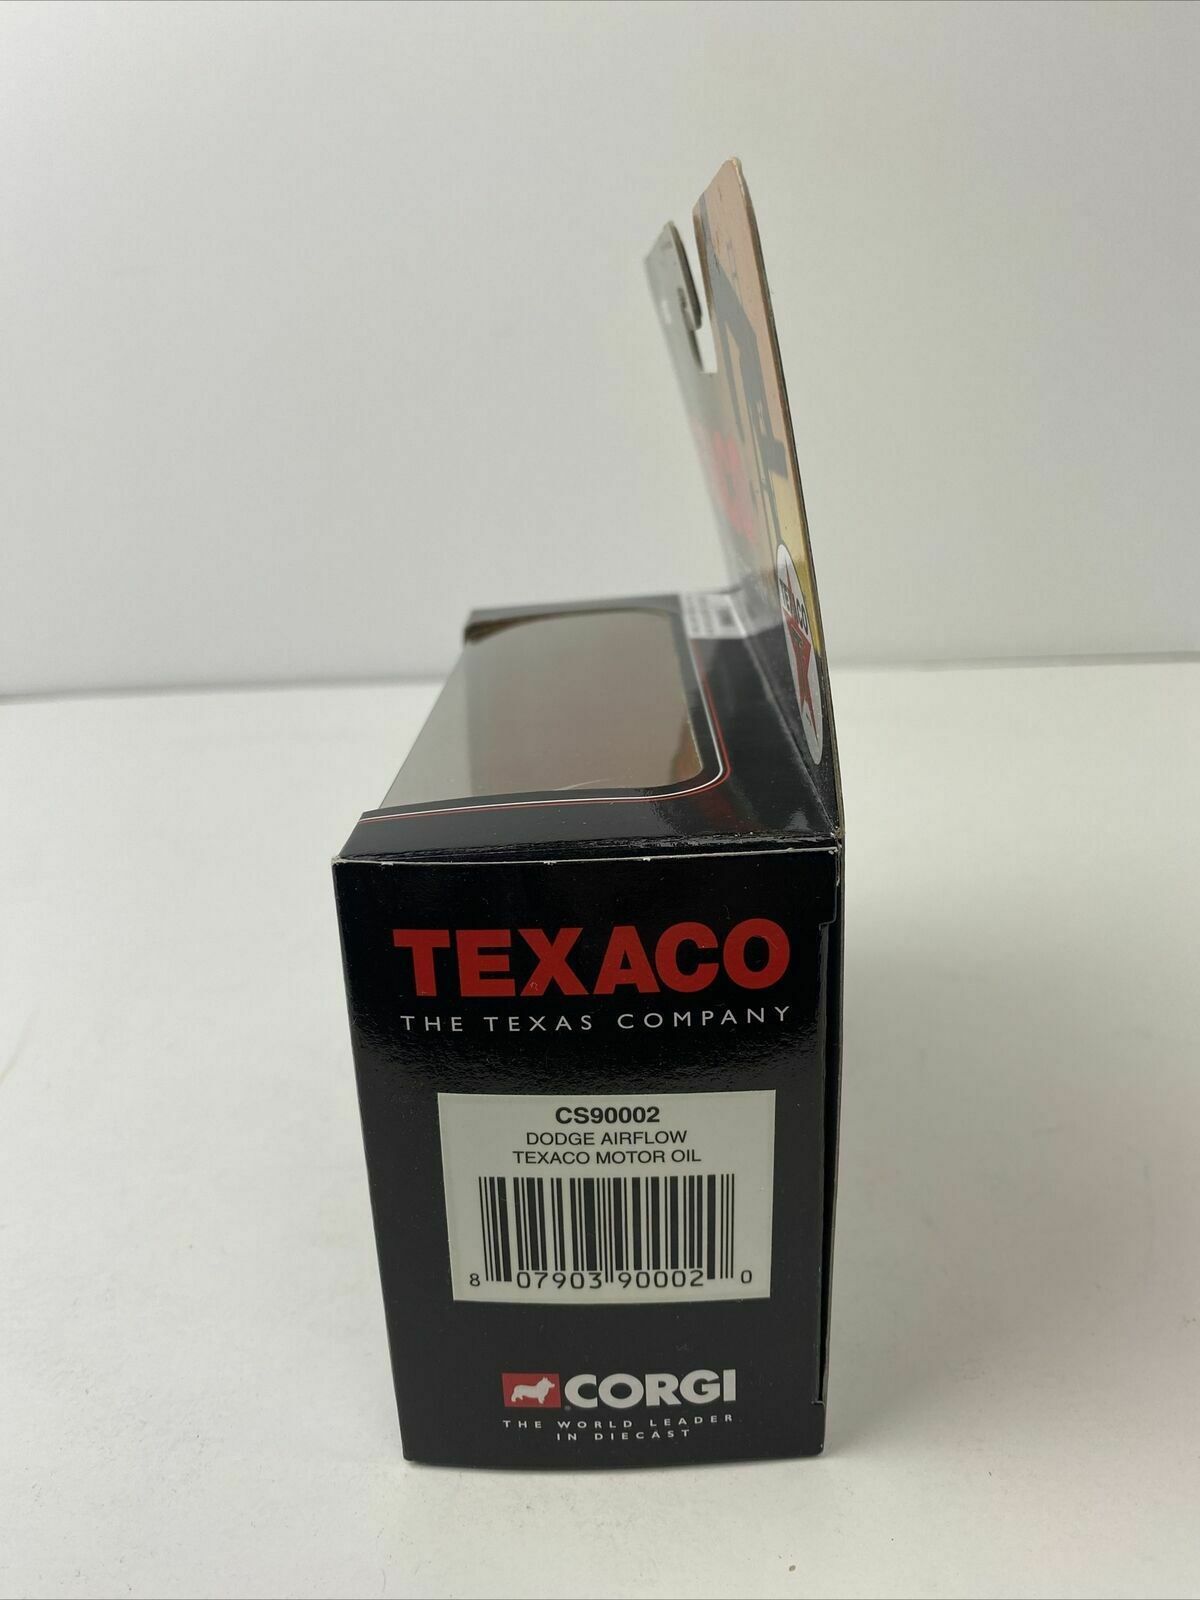 TEXACO
TEXACO
THE TEXAS COMPANY
CS90002
DODGE AIRFLOW
TEXACO MOTOR OIL
8 07903 90002 0
CORGI
THE WORLD LEADER
IN DIECAST